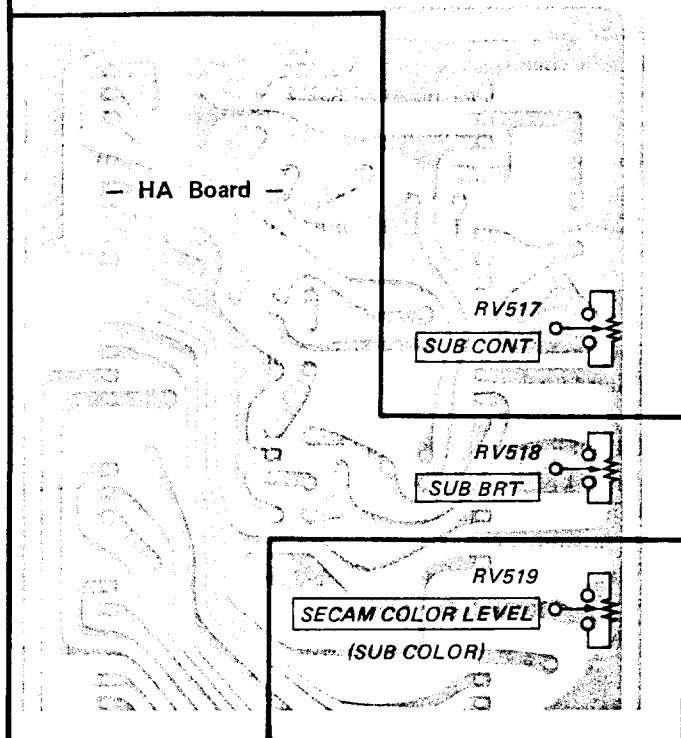 — HA Board —
RV517
SUB CONT
RV518
SUB BRT
RV519
SECAM COLOR LEVEL
(SUB COLOR)